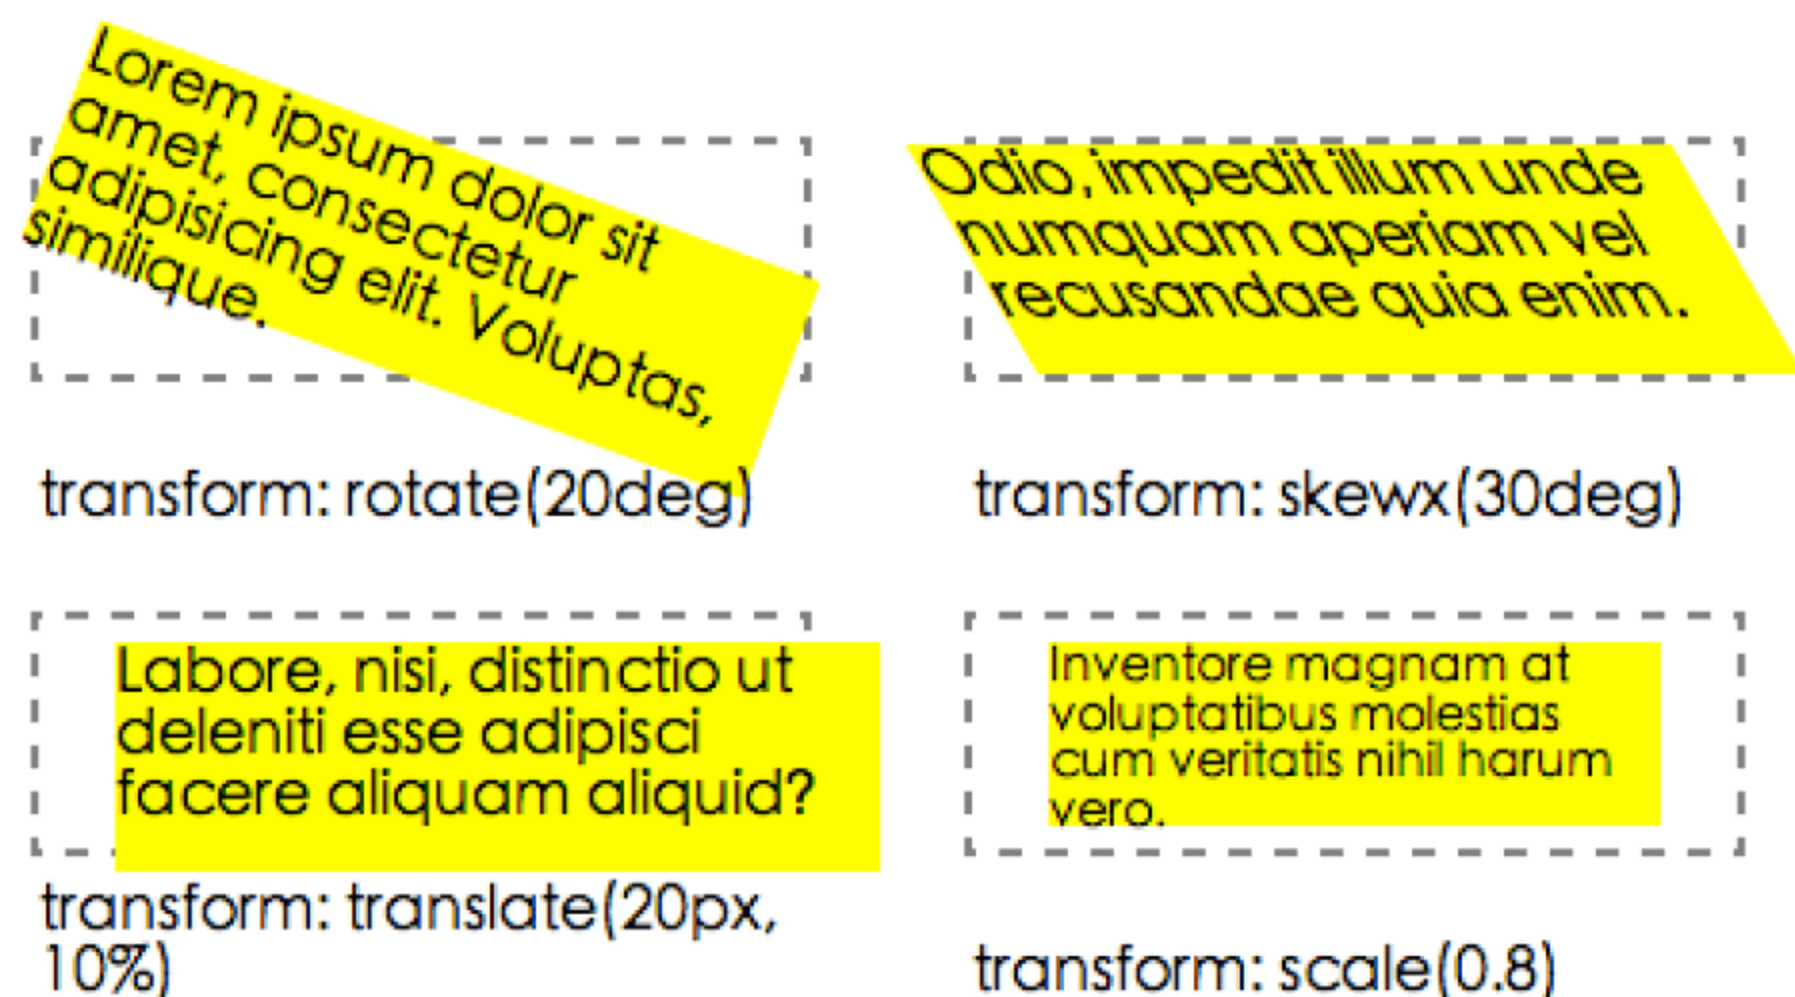 Lorem ipsum dolor sit
amet, consectetur
adipisicing elit. Voluptas,
similique.
transform: rotate(20deg)
Odio, impedit illum unde
numquam aperiam vel
recusandae quia enim.
transform: skewx(30deg)
Labore, nisi, distinctio ut
deleniti esse adipisci
facere aliquam aliquid?
transform: translate(20px,
10%)
Inventore magnam at
voluptatibus molestias
cum veritatis nihil harum
vero.
transform: scale(0.8)